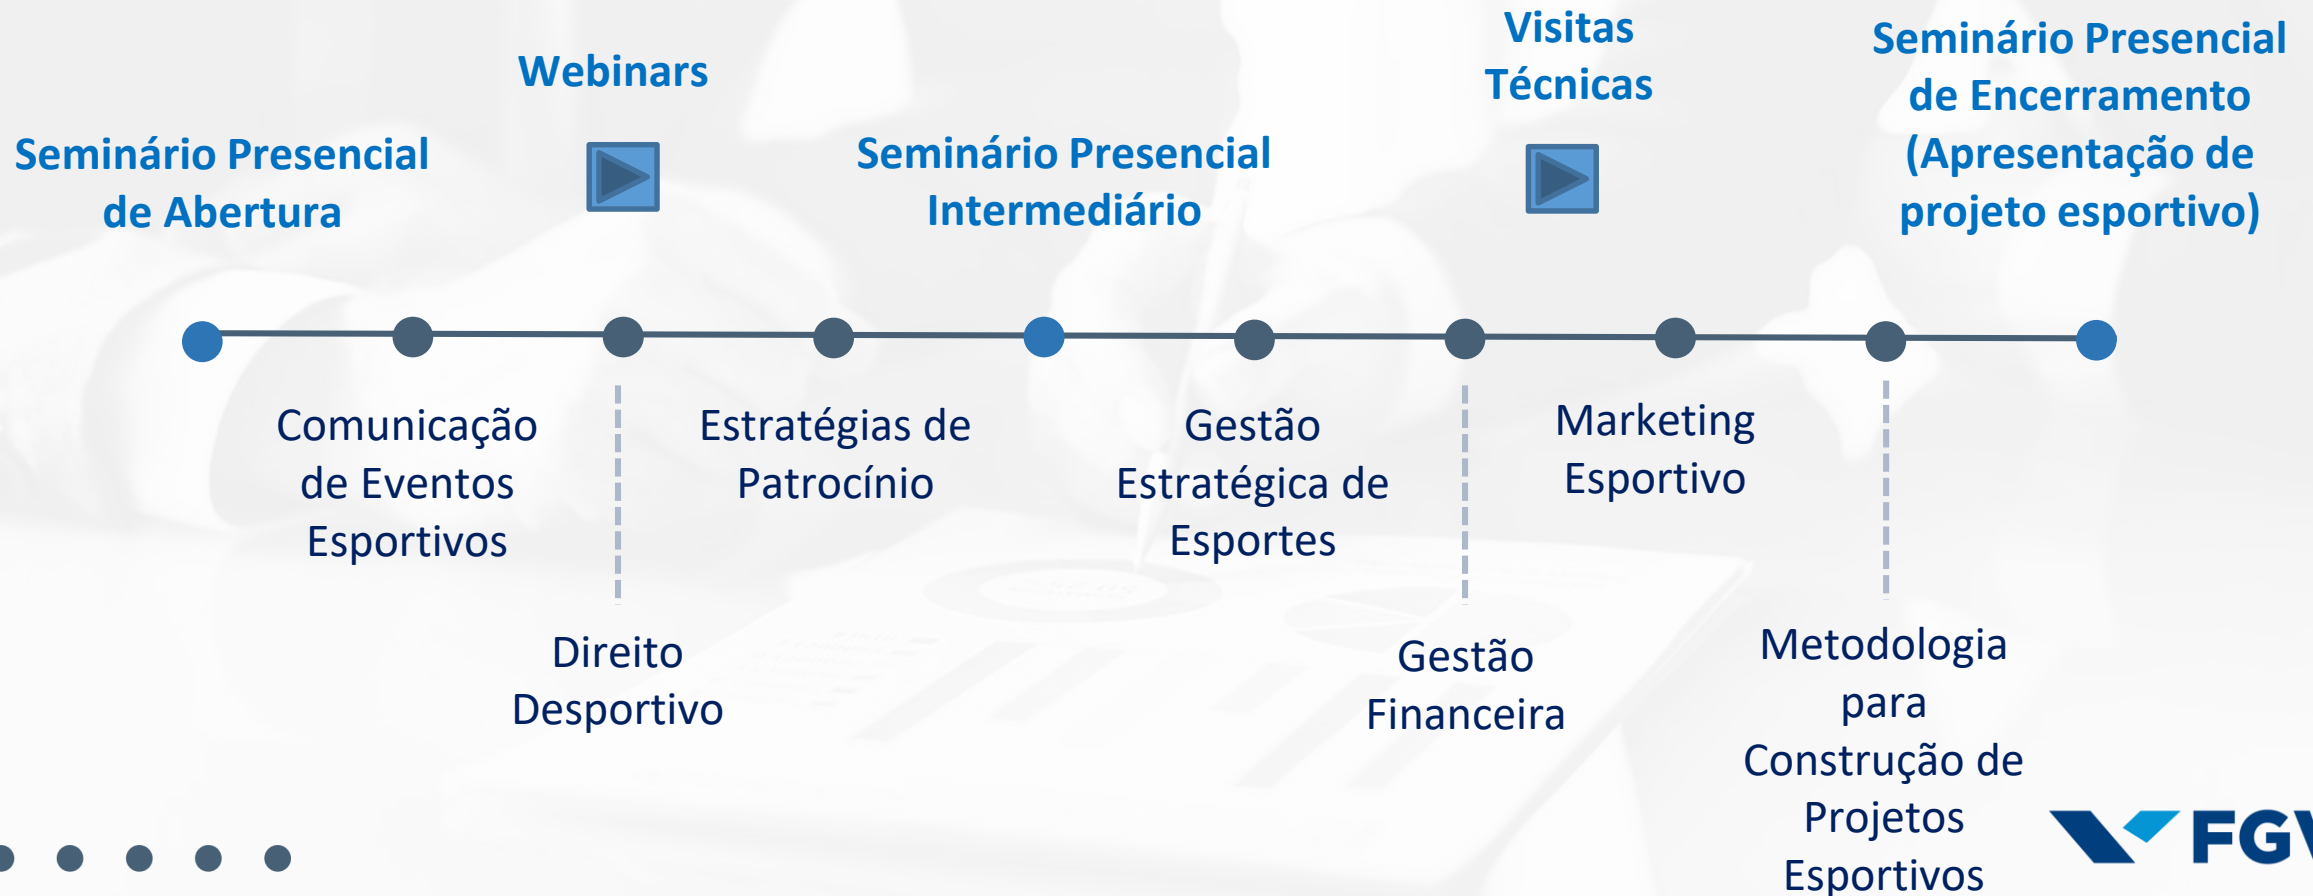 Seminário Presencial
de Abertura
Webinars
Seminário Presencial
Intermediário
Visitas
Técnicas
Seminário Presencial
de Encerramento
(Apresentação de
projeto esportivo)
Comunicação
de Eventos
Esportivos
Direito
Desportivo
Estratégias de
Patrocínio
Gestão
Estratégica de
Esportes
Gestão
Financeira
Marketing
Esportivo
Metodologia
para
Construção de
Projetos
Esportivos
FGV